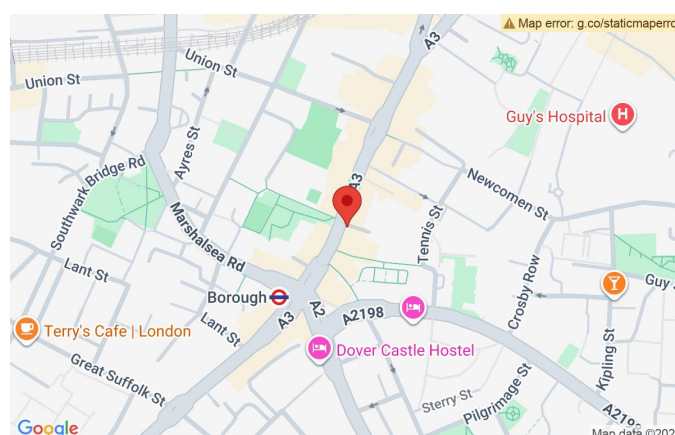 Map error: g.co/staticmaperro
A3
Union St
Union St
Guy's Hospital
H
Ayres St
Southwark Bridge Rd
A3
Newcomen St
Marshalsea Rd
Tennis St
Lant St
Crosby Row
Guy S
Borough
A2
A3
A2198
Lant St
Terry's Cafe | London
Dover Castle Hostel
Kipling St
Great Suffolk St
Sterry St
Pilgrimage St
A2198
Google
Map data ©202